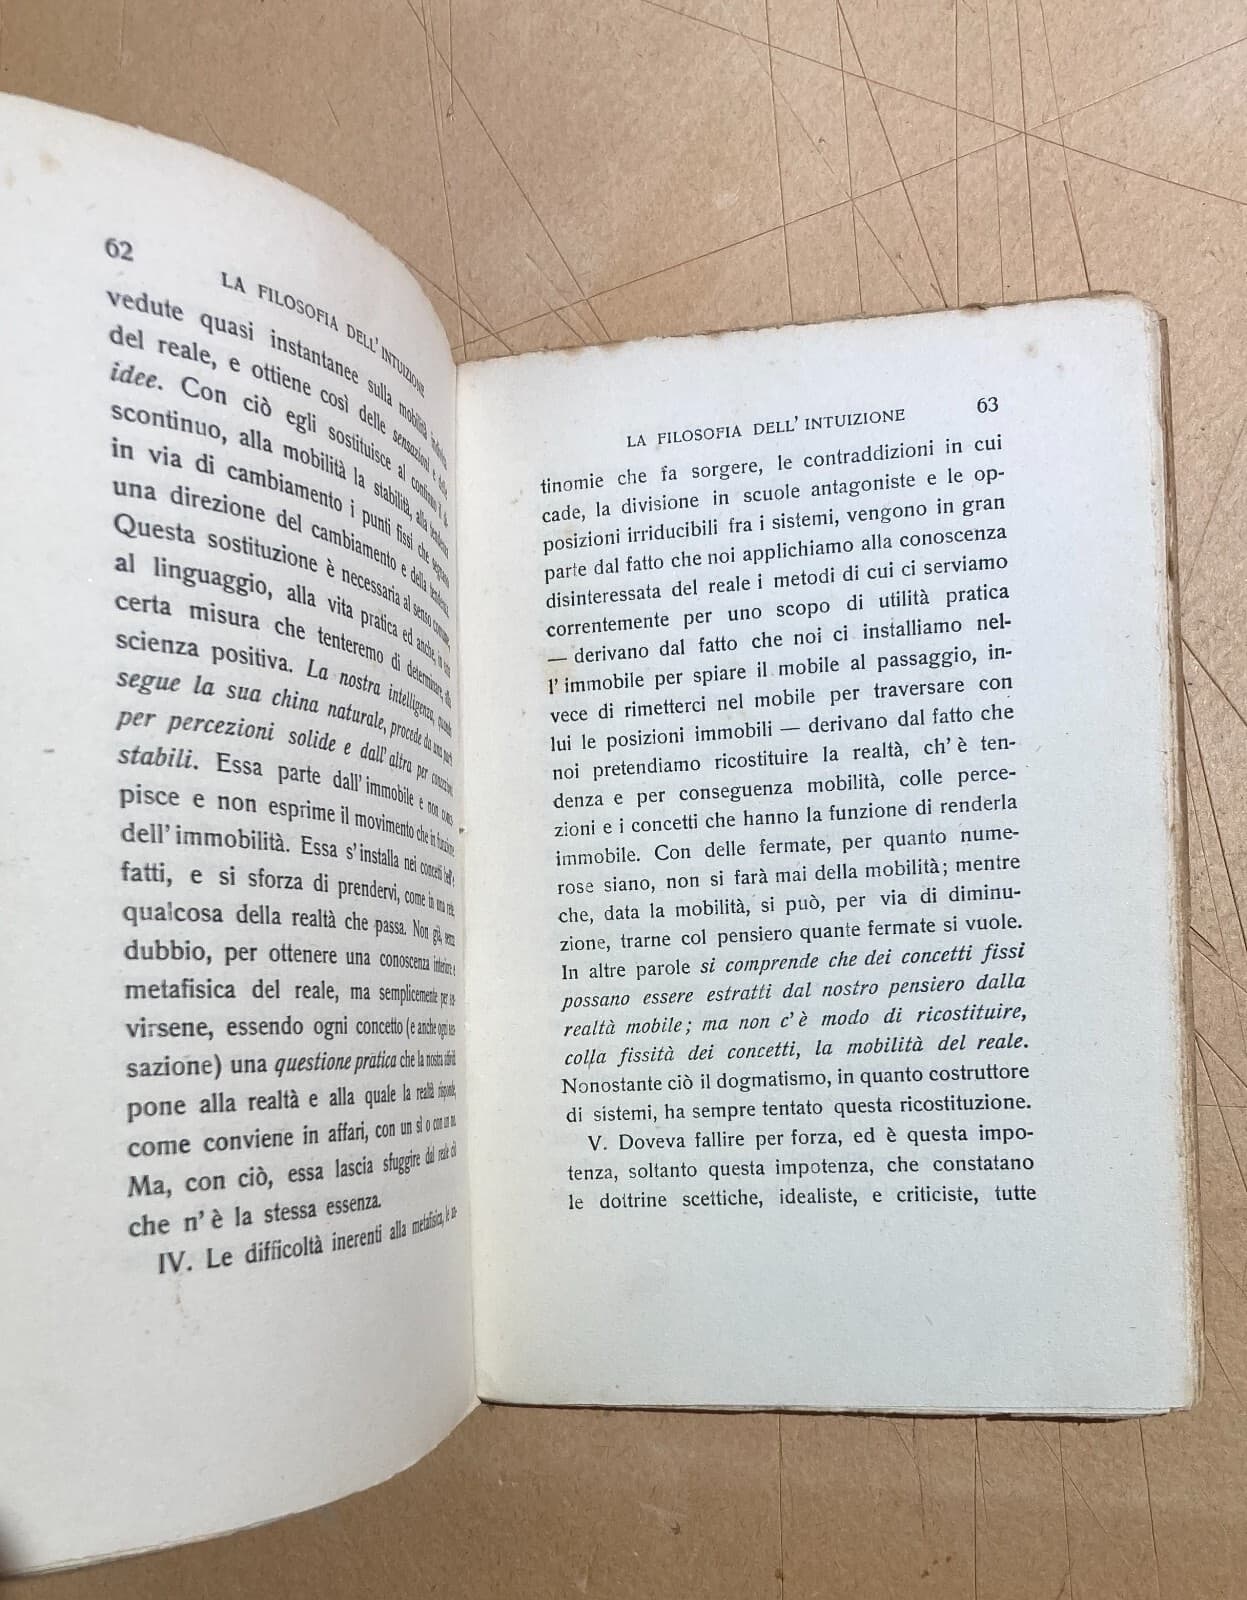 62
LA FILOSOFIA DELL' INTUIZIONE
vedute quasi instantanee sulla mobilità
del reale, e ottiene così delle sensazioni e delle
idee. Con ciò egli sostituisce al continuo il di-
scontinuo, alla mobilità la stabilità, alla tendenza
in via di cambiamento i punti fissi che segnano
una direzione del cambiamento e della tendenza.
Questa sostituzione è necessaria al senso comune,
al linguaggio, alla vita pratica ed anche, in una
certa misura che tenteremo di determinare, alla
scienza positiva. La nostra intelligenza, quando
segue la sua china naturale, procede da una parte
per percezioni solide e dall' altra per concezioni
stabili. Essa parte dall' immobile e non conce-
pisce e non esprime il movimento che in funzione
dell' immobilità. Essa s' installa nei concetti bell' e
fatti, e si sforza di prendervi, come in una rete,
qualcosa della realtà che passa. Non già, senza
dubbio, per ottenere una conoscenza interiore e
metafisica del reale, ma semplicemente per ser-
virsene, essendo ogni concetto (e anche ogni sen-
sazione) una questione pratica che la nostra attività
pone alla realtà e alla quale la realtà risponde,
come conviene in affari, con un sì o con un no.
Ma, con ciò, essa lascia sfuggire dal reale ciò
che n' è la stessa essenza.
IV. Le difficoltà inerenti alla metafisica, le an-
LA FILOSOFIA DELL' INTUIZIONE
63
tinomie che fa sorgere, le contraddizioni in cui
cade, la divisione in scuole antagoniste e le op-
posizioni irriducibili fra i sistemi, vengono in gran
parte dal fatto che noi applichiamo alla conoscenza
disinteressata del reale i metodi di cui ci serviamo
correntemente per uno scopo di utilità pratica
— derivano dal fatto che noi ci installiamo nel-
l' immobile per spiare il mobile al passaggio, in-
vece di rimetterci nel mobile per traversare con
lui le posizioni immobili — derivano dal fatto che
noi pretendiamo ricostituire la realtà, ch' è ten-
denza e per conseguenza mobilità, colle perce-
zioni e i concetti che hanno la funzione di renderla
immobile. Con delle fermate, per quanto nume-
rose siano, non si farà mai della mobilità; mentre
che, data la mobilità, si può, per via di diminu-
zione, trarne col pensiero quante fermate si vuole.
In altre parole si comprende che dei concetti fissi
possano essere estratti dal nostro pensiero dalla
realtà mobile; ma non c' è modo di ricostituire,
colla fissità dei concetti, la mobilità del reale.
Nonostante ciò il dogmatismo, in quanto costruttore
di sistemi, ha sempre tentato questa ricostituzione.
V. Doveva fallire per forza, ed è questa impo-
tenza, soltanto questa impotenza, che constatano
le dottrine scettiche, idealiste, e criticiste, tutte